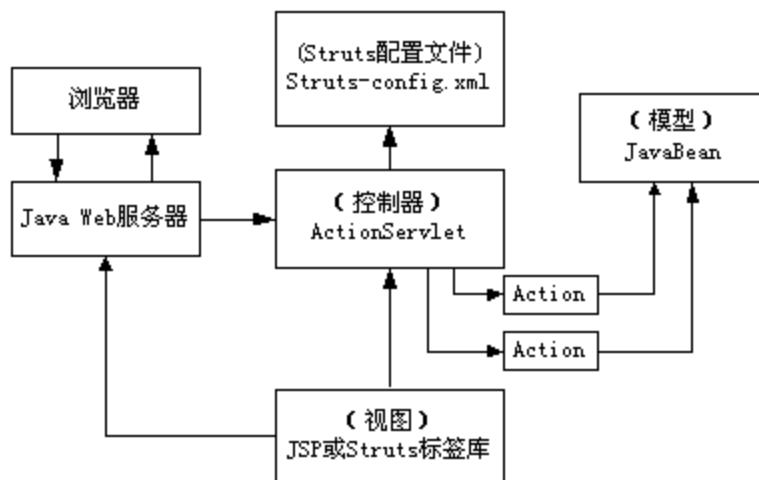 (Struts配置文件)
Struts-config.xml
浏览器
（模型）
JavaBean
Java Web服务器
（控制器）
ActionServlet
Action
Action
（视图）
JSP或Struts标签库